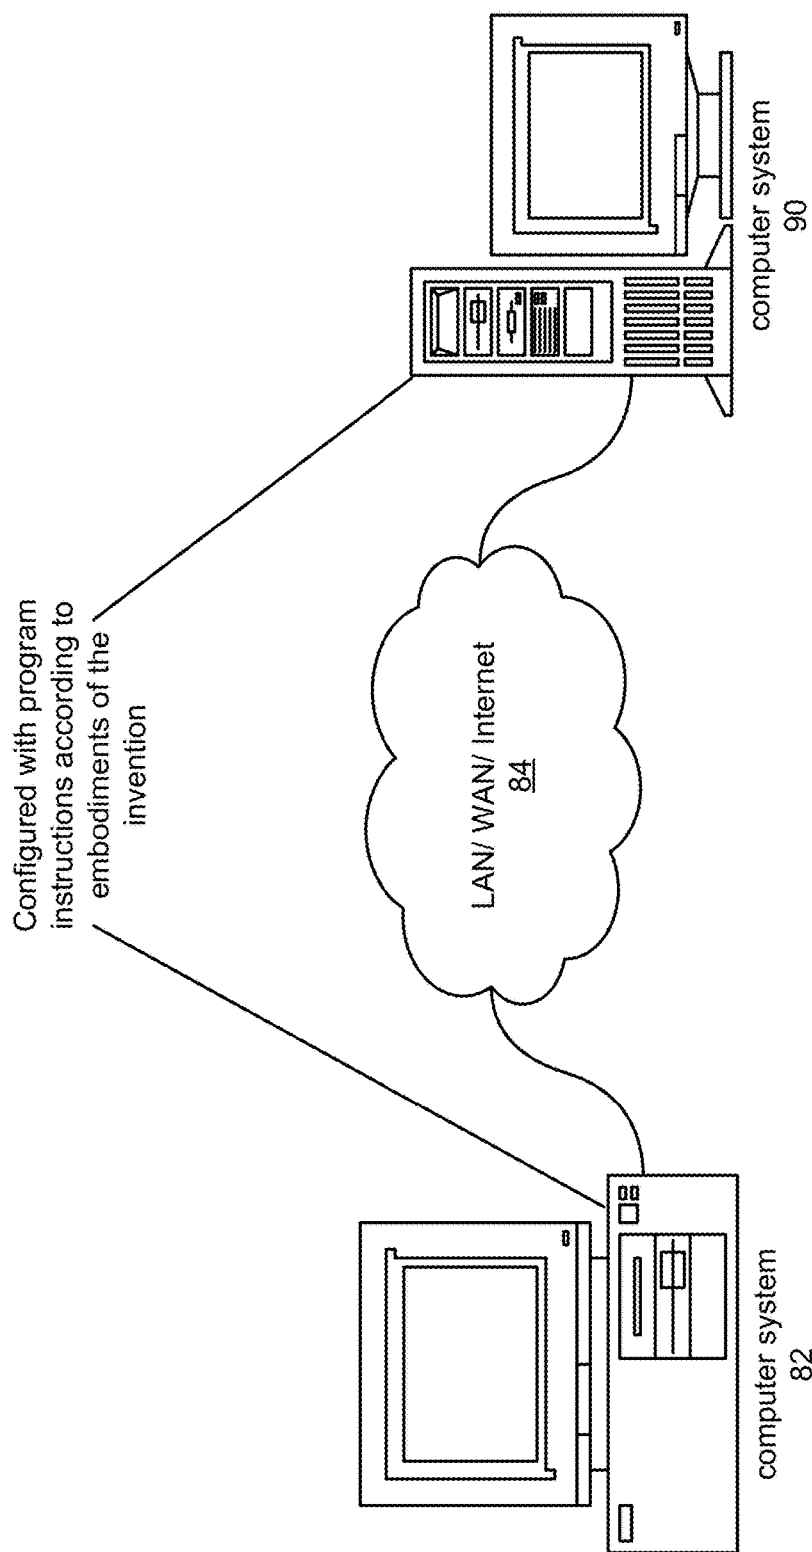 Configured with program
instructions according to
embodiments of the
invention
LAN/ WAN/ Internet
84
computer system
82
computer system
90